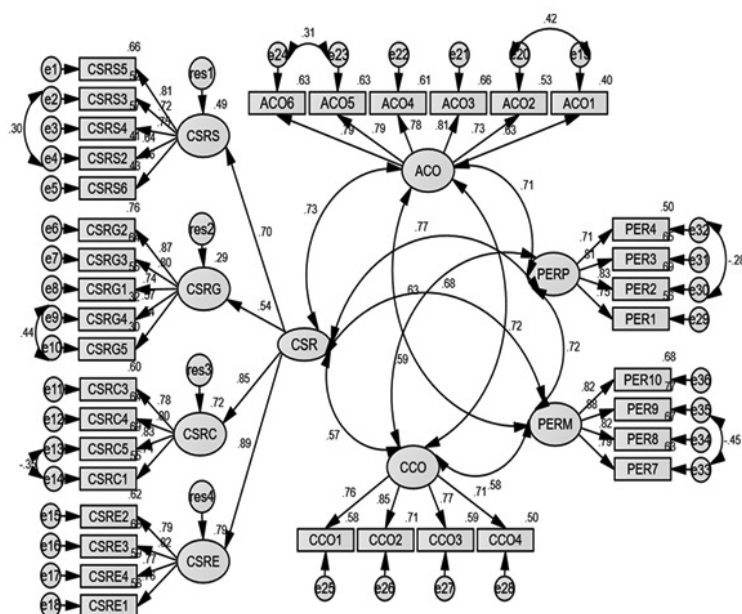 .31
.42
e24 e23 e22 e21 e20 e19
.63 .63 .61 .66 .53 .40
ACO6 ACO5 ACO4 ACO3 ACO2 ACO1
.79 .79 .78 .81 .73 .63
ACO
.66
e1 CSRS5
e2 CSRS3
e3 CSRS4
e4 CSRS2
e5 CSRS6
.30
.81
.72
res1
.49
CSRS
.70
.76
e6 CSRG2
e7 CSRG3
e8 CSRG1
e9 CSRG4
e10 CSRG5
.44
.87
.80
.74
.32
.30
res2
.29
CSRG
.54
.60
e11 CSRC3
e12 CSRC4
e13 CSRC5
e14 CSRC1
.78
.80
.83
.55
res3
.72
CSRC
.85
.62
e15 CSRE2
e16 CSRE3
e17 CSRE4
e18 CSRE1
.79
.82
.77
res4
.79
CSRE
.89
CSR
.73
.77
.71
.68
.63
.59
.72
.72
.57
.58
PERP
.50
PER4 e32
PER3 e31
PER2 e30
PER1 e29
.71
.81
.83
.75
-.28
PERM
.68
PER10 e36
PER9 e35
PER8 e34
PER7 e33
.82
.88
.82
.79
-.45
CCO
.76 .85 .77 .71
.58 .71 .59 .50
CCO1 CCO2 CCO3 CCO4
e25 e26 e27 e28